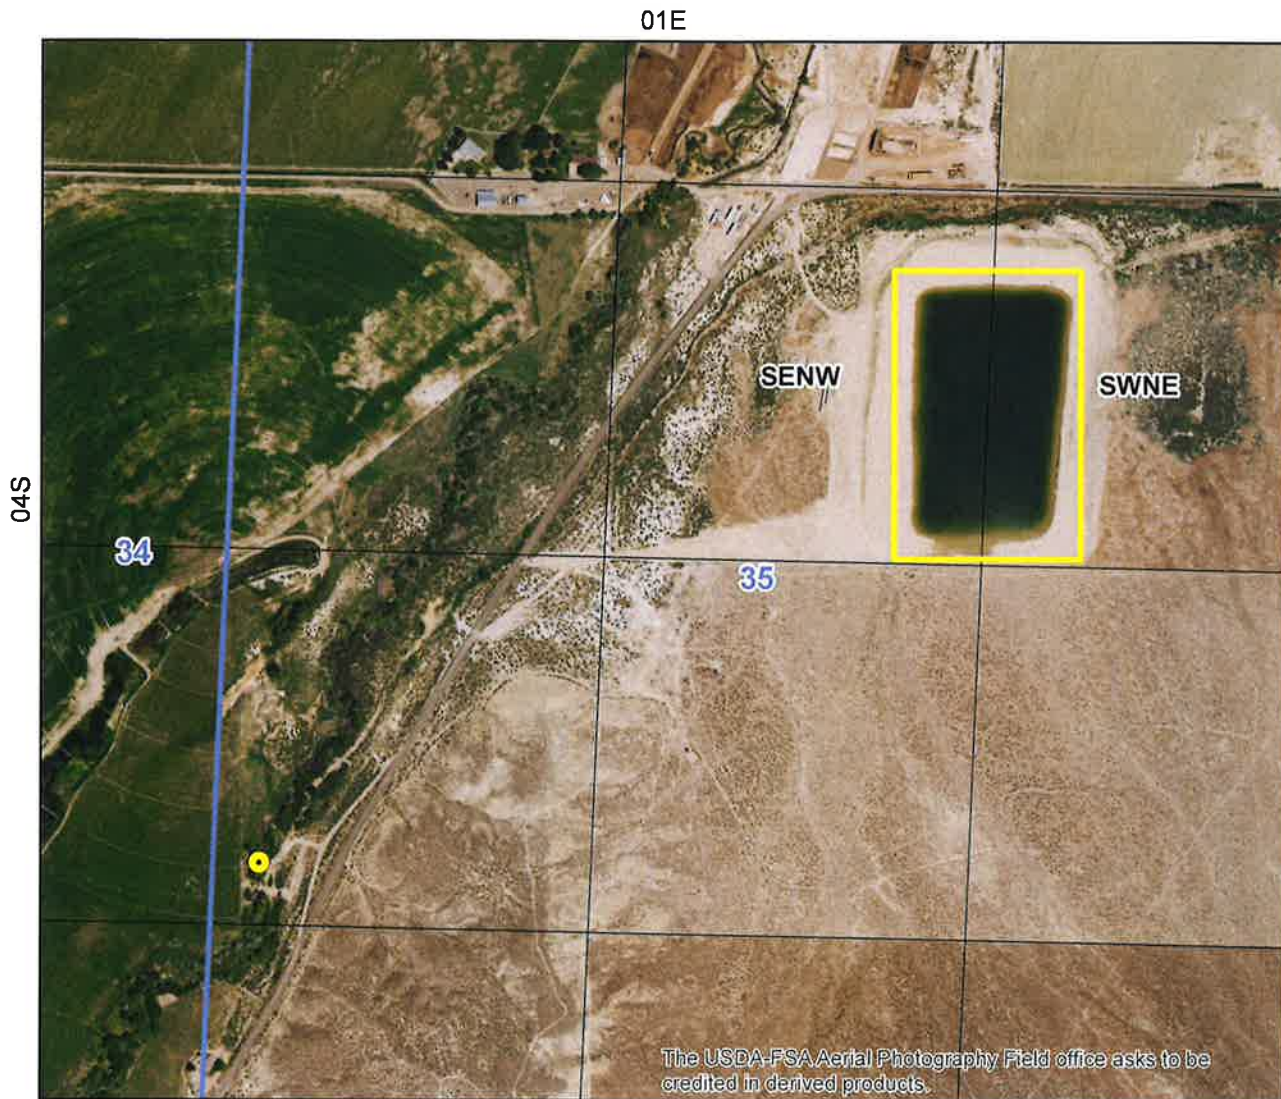 01E
SENW
SWNE
04S
34
35
The USDA-FSA Aerial Photography Field office asks to be
credited in derived products.